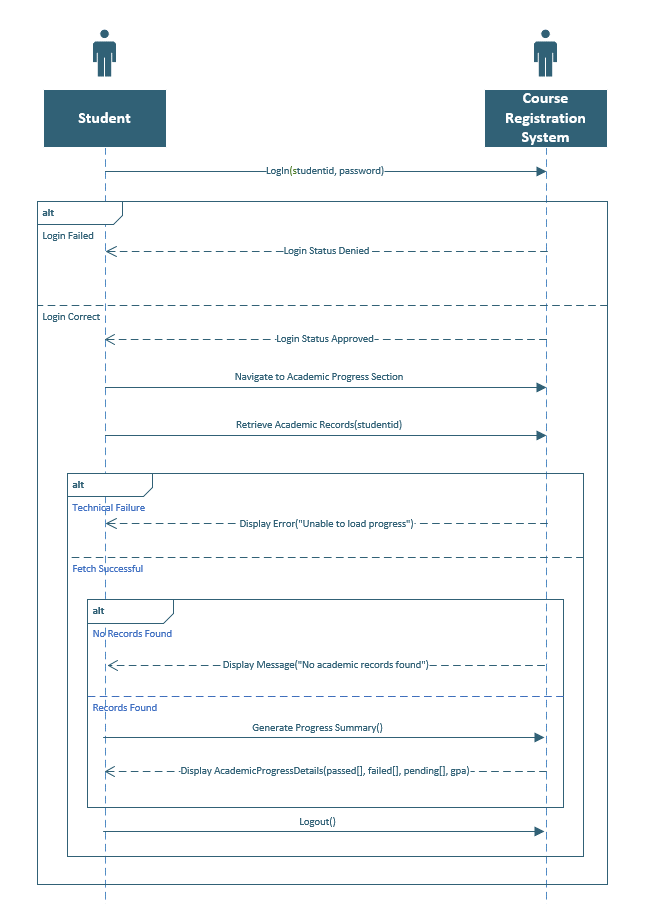 Student
Course
Registration
System
LogIn(studentid, password)
alt
Login Failed
Login Status Denied
Login Correct
Login Status Approved
Navigate to Academic Progress Section
Retrieve Academic Records(studentid)
alt
Technical Failure
Display Error("Unable to load progress")
Fetch Successful
alt
No Records Found
Display Message("No academic records found")
Records Found
Generate Progress Summary()
Display AcademicProgressDetails(passed[], failed[], pending[], gpa)
Logout()